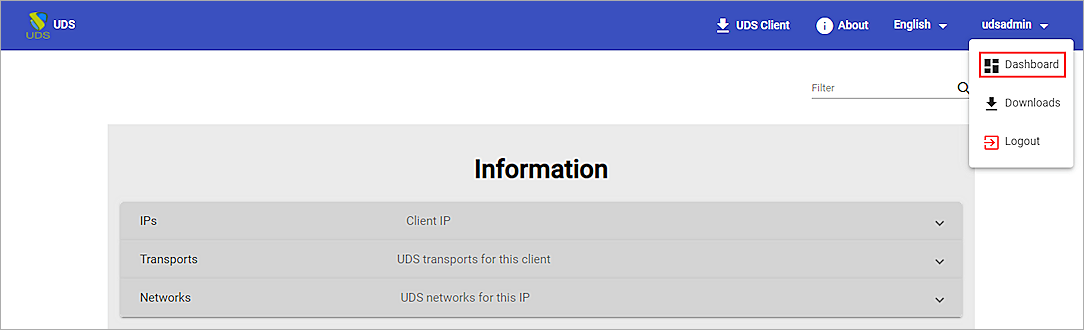 UDS
UDS
UDS Client
About
English
udsadmin
Dashboard
Downloads
Logout
Filter
Information
IPs Client IP
Transports UDS transports for this client
Networks UDS networks for this IP